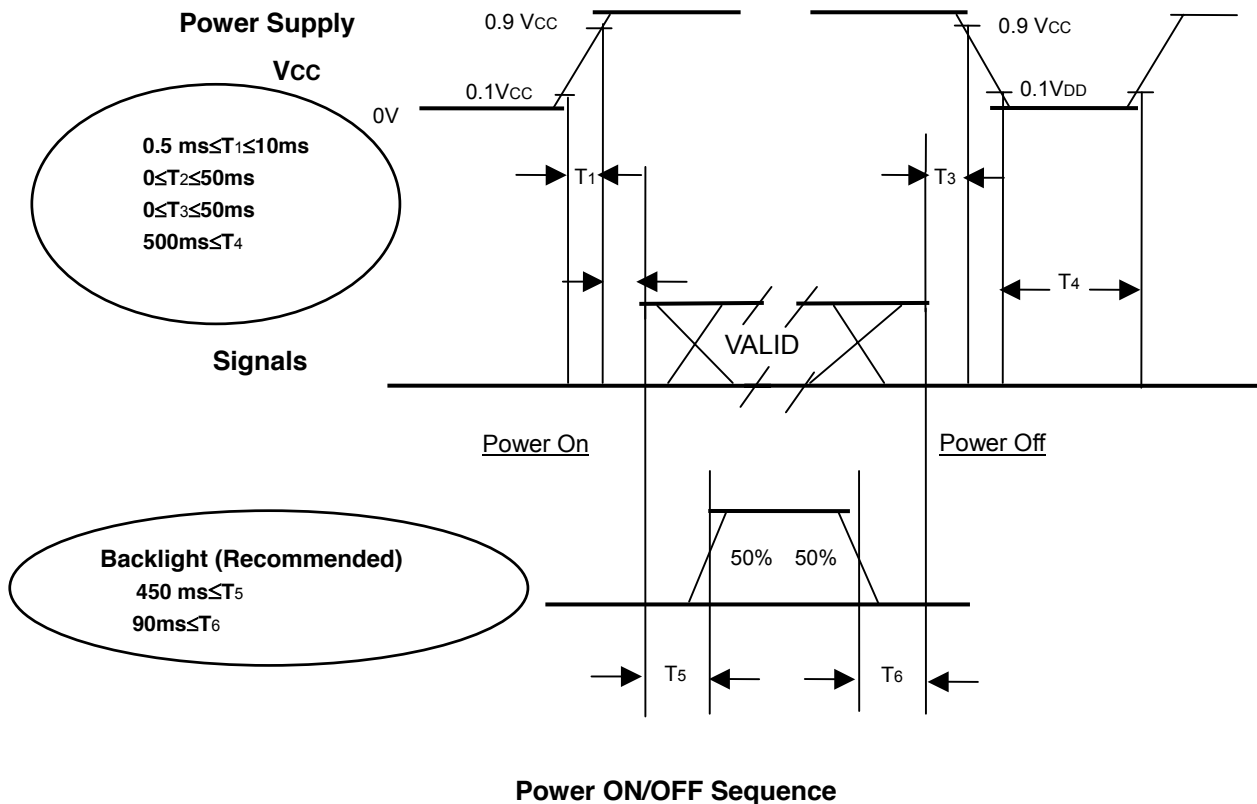 Power Supply
0.9 VCC
0.9 VCC
VCC
0.1VCC
0.1VDD
0V
0.5 ms≤T1≤10ms
0≤T2≤50ms
0≤T3≤50ms
500ms≤T4
T1
T3
T4
VALID
Signals
Power On
Power Off
Backlight (Recommended)
450 ms≤T5
90ms≤T6
50%
50%
T5
T6
Power ON/OFF Sequence